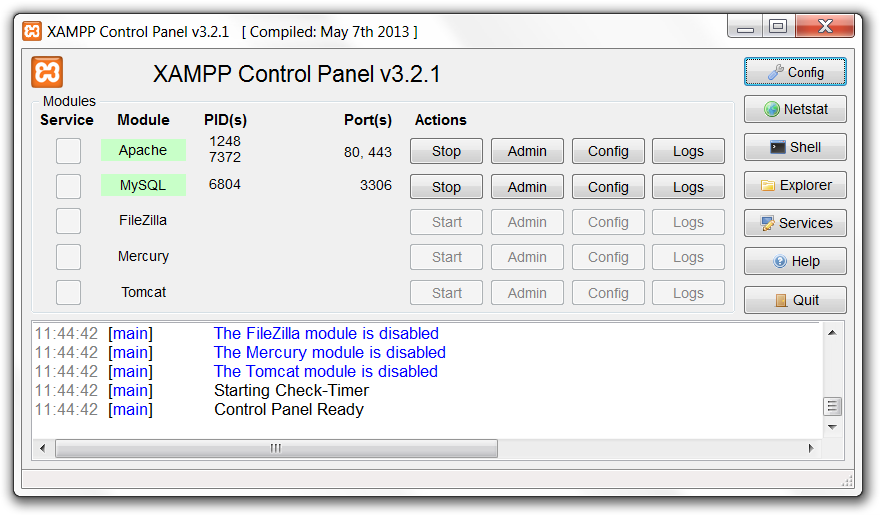 XAMPP Control Panel v3.2.1 [ Compiled: May 7th 2013 ]
XAMPP Control Panel v3.2.1
Config
Modules
Service Module PID(s) Port(s) Actions
Netstat
Apache 1248 7372 80, 443 Stop Admin Config Logs
Shell
MySQL 6804 3306 Stop Admin Config Logs
Explorer
FileZilla Start Admin Config Logs
Services
Mercury Start Admin Config Logs
Help
Tomcat Start Admin Config Logs
Quit
11:44:42 [main] The FileZilla module is disabled
11:44:42 [main] The Mercury module is disabled
11:44:42 [main] The Tomcat module is disabled
11:44:42 [main] Starting Check-Timer
11:44:42 [main] Control Panel Ready